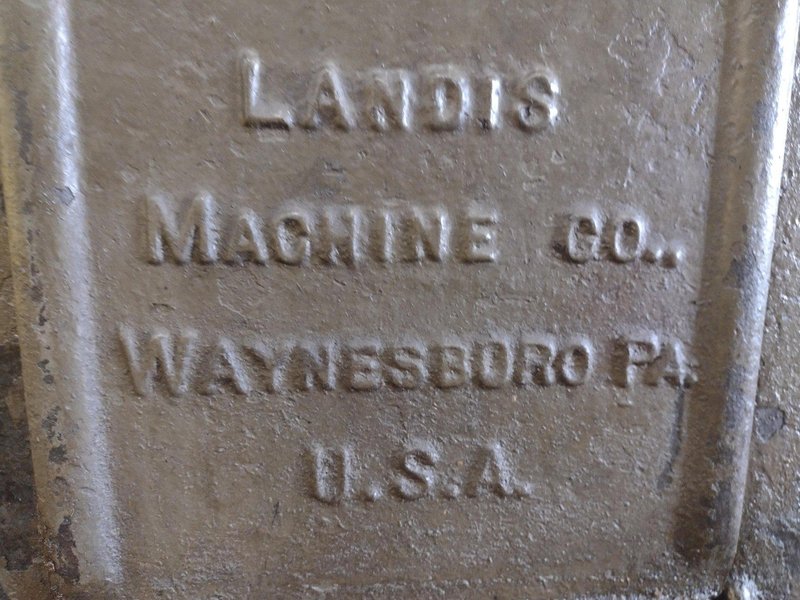 LANDIS
MACHINE CO.,
WAYNESBORO PA.
U.S.A.